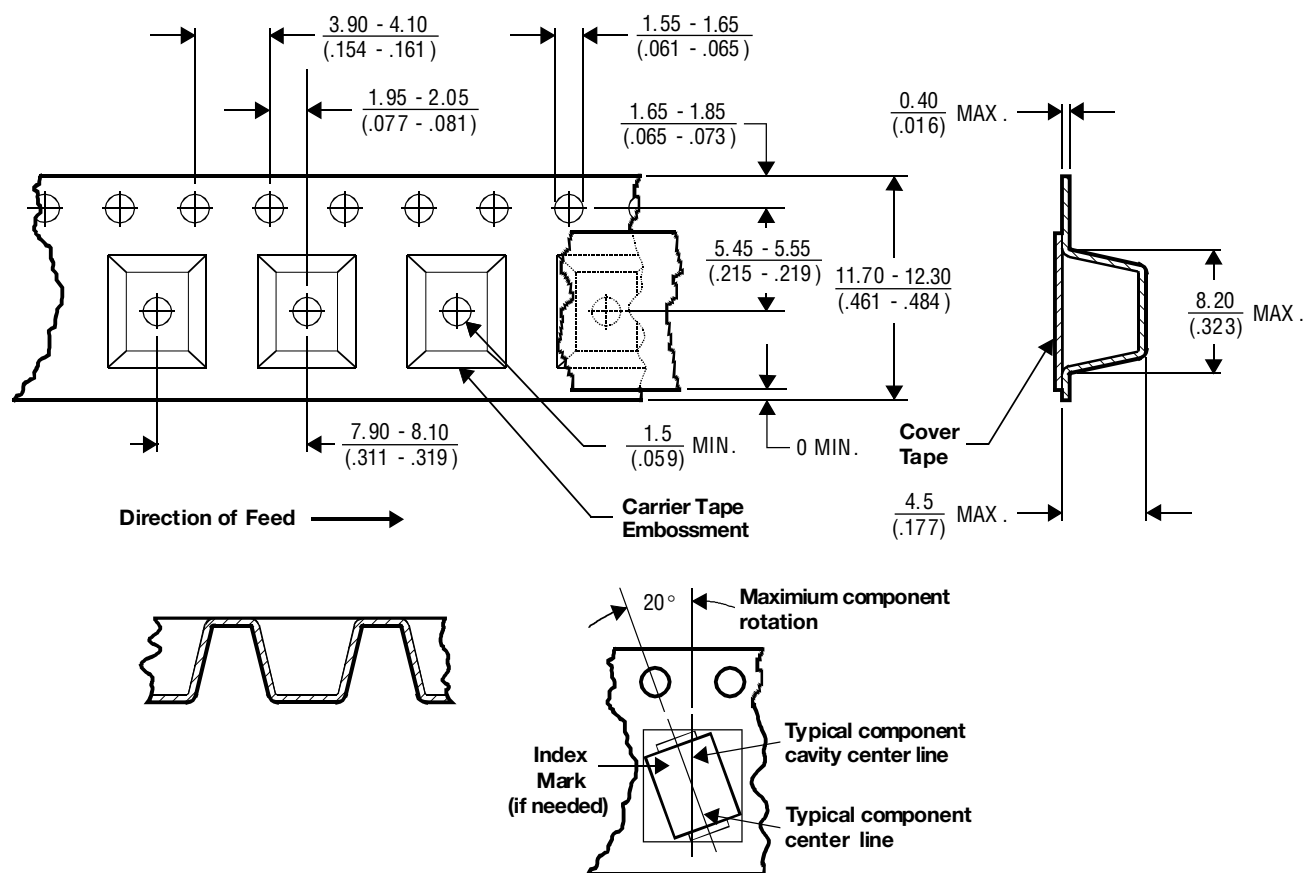 3.90 - 4.10
(.154 - .161)
1.55 - 1.65
(.061 - .065)
1.95 - 2.05
(.077 - .081)
1.65 - 1.85
(.065 - .073)
0.40
(.016)
MAX.
5.45 - 5.55
(.215 - .219)
11.70 - 12.30
(.461 - .484)
8.20
(.323)
MAX.
7.90 - 8.10
(.311 - .319)
1.5
(.059)
MIN.
0 MIN.
Cover
Tape
Direction of Feed
Carrier Tape
Embossment
4.5
(.177)
MAX.
20°
Maximium component
rotation
Typical component
cavity center line
Index
Mark
(if needed)
Typical component
center line